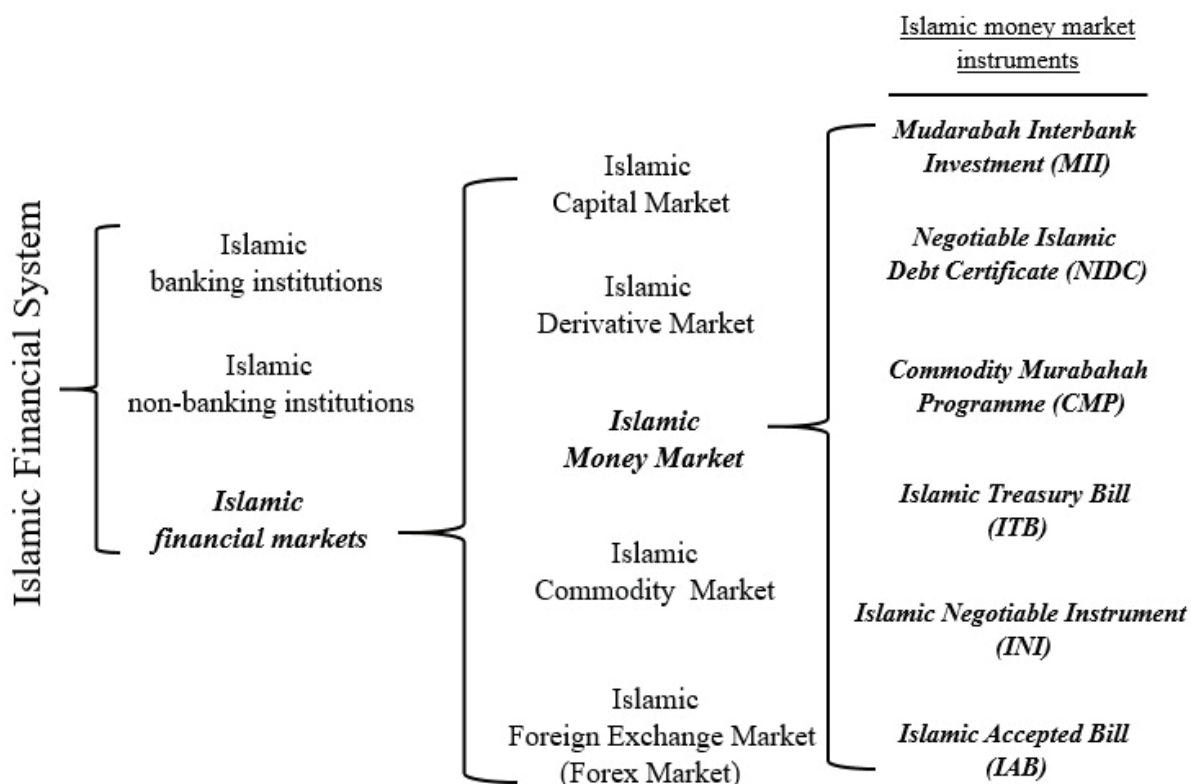 Islamic Financial System
Islamic
banking institutions
Islamic
non-banking institutions
Islamic
financial markets
Islamic
Capital Market
Islamic
Derivative Market
Islamic
Money Market
Islamic
Commodity Market
Islamic
Foreign Exchange Market
(Forex Market)
Islamic money market
instruments
Mudarabah Interbank
Investment (MII)
Negotiable Islamic
Debt Certificate (NIDC)
Commodity Murabahah
Programme (CMP)
Islamic Treasury Bill
(ITB)
Islamic Negotiable Instrument
(INI)
Islamic Accepted Bill
(IAB)